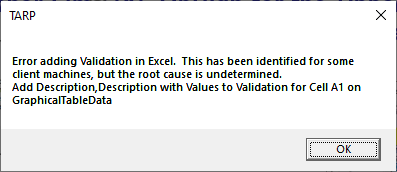 TARP
Error adding Validation in Excel.  This has been identified for some
client machines, but the root cause is undetermined.
Add Description,Description with Values to Validation for Cell A1 on
GraphicalTableData
OK